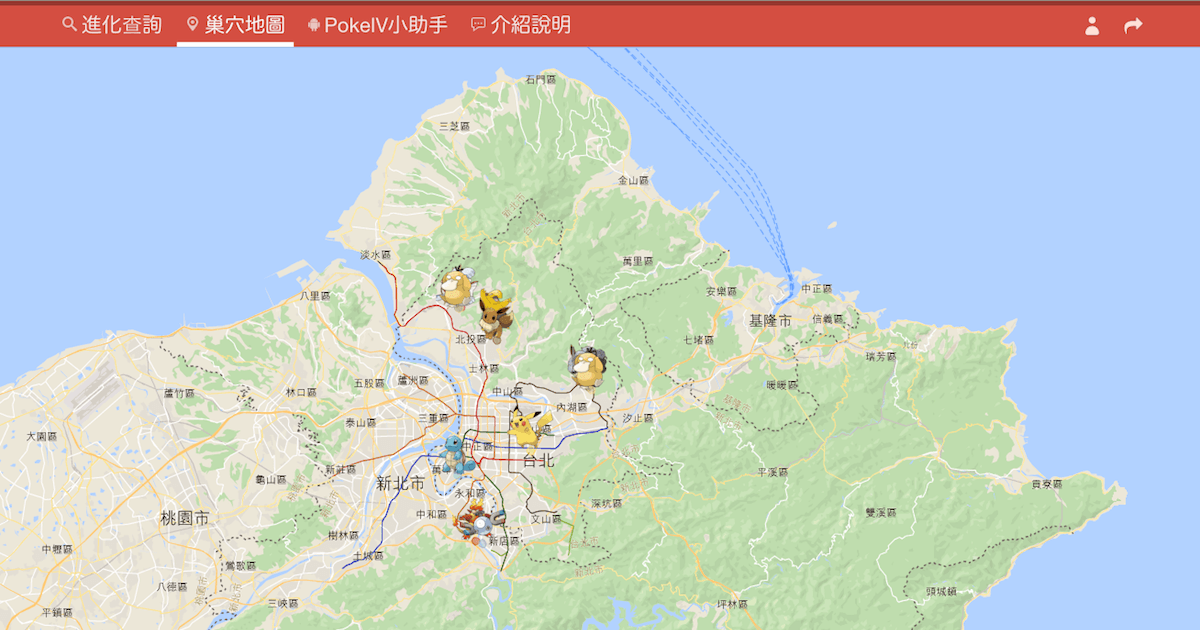 進化查詢 巢穴地圖 PokeIV小助手 介紹說明
石門區
三芝區
金山區
新北市
淡水區
萬里區
安樂區
中正區
八里區
基隆市
信義區
北投區
七堵區
瑞芳區
士林區
五股區
蘆洲區
暖暖區
蘆竹區
林口區
中山區
內湖區
基隆市
三重區
汐止區
泰山區
大園區
中正區
台北
新莊區
平溪區
龜山區
新北市
萬
貢寮區
永和區
深坑區
雙溪區
桃園市
中和區
文山區
樹林區
新店區
中壢區
土城區
鶯歌區
八德區
頭城鎮
三峽區
坪林區
平鎮區